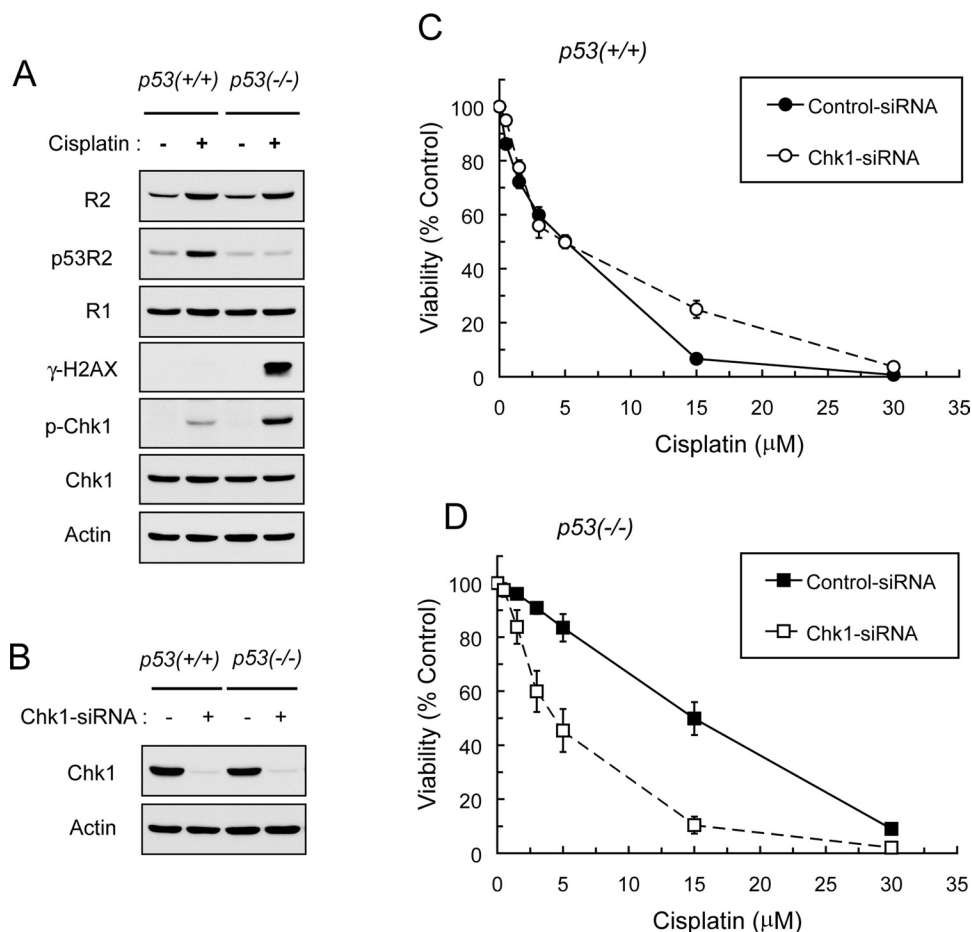 A
p53(+/+) p53(-/-)
Cisplatin : - + - +
R2
p53R2
R1
γ-H2AX
p-Chk1
Chk1
Actin
B
p53(+/+) p53(-/-)
Chk1-siRNA : - + - +
Chk1
Actin
C
p53(+/+)
Control-siRNA
Chk1-siRNA
Viability (% Control)
100
80
60
40
20
0
0 5 10 15 20 25 30 35
Cisplatin (μM)
D
p53(-/-)
Control-siRNA
Chk1-siRNA
Viability (% Control)
100
80
60
40
20
0
0 5 10 15 20 25 30 35
Cisplatin (μM)